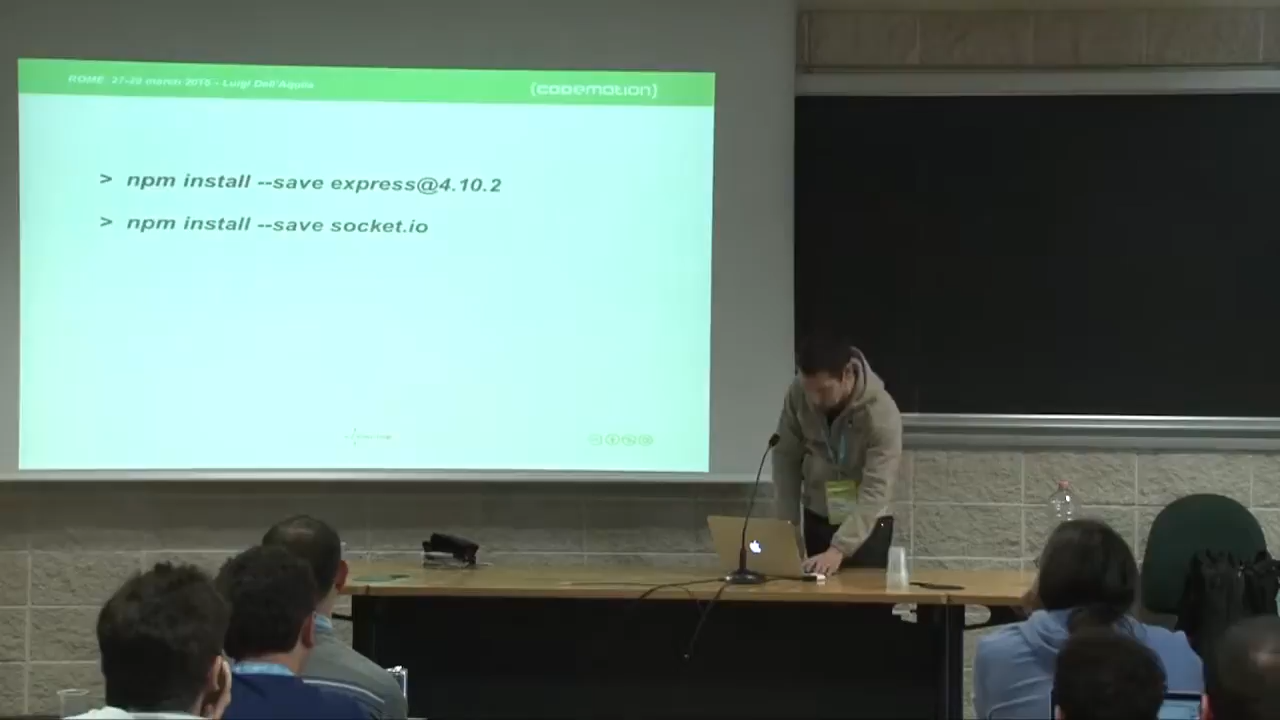 ROME 27-28 march 2015 – Luigi Dell'Aquila
{codemotion}
> npm install --save express@4.10.2
> npm install --save socket.io